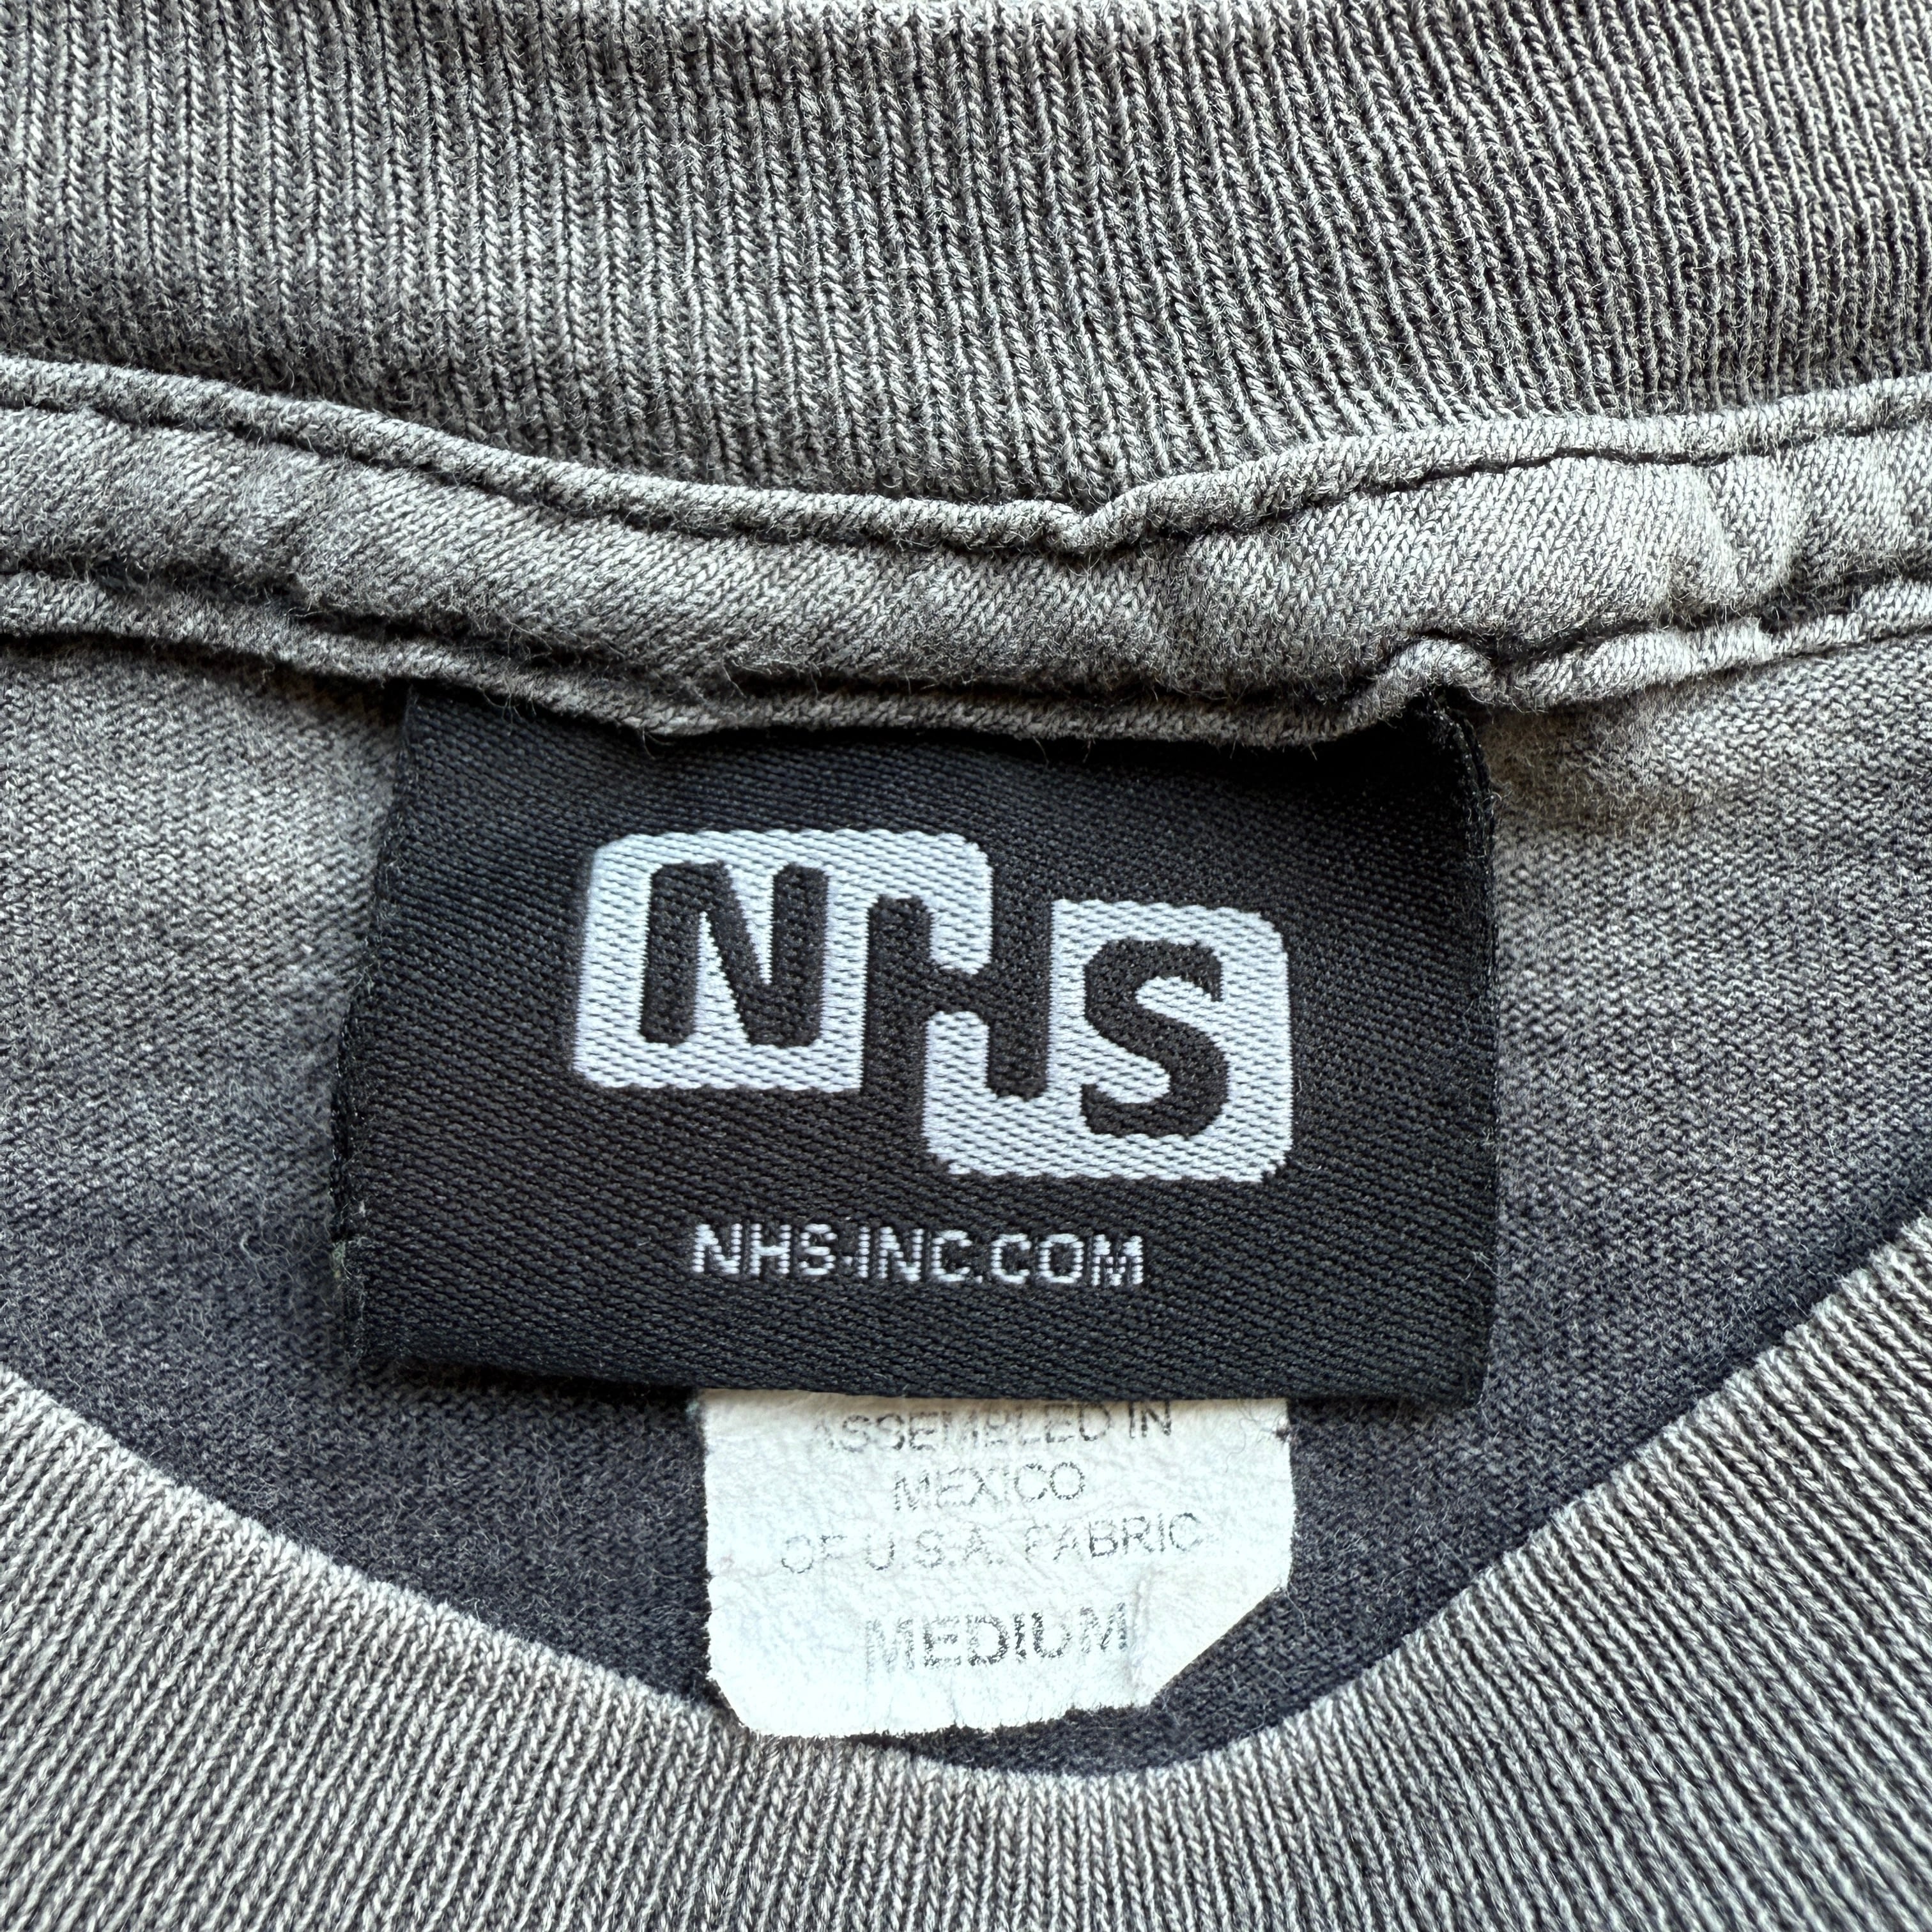 NHS
NHS-INC.COM
ASSEMBLED IN
MEXICO
OF U.S.A. FABRIC
MEDIUM